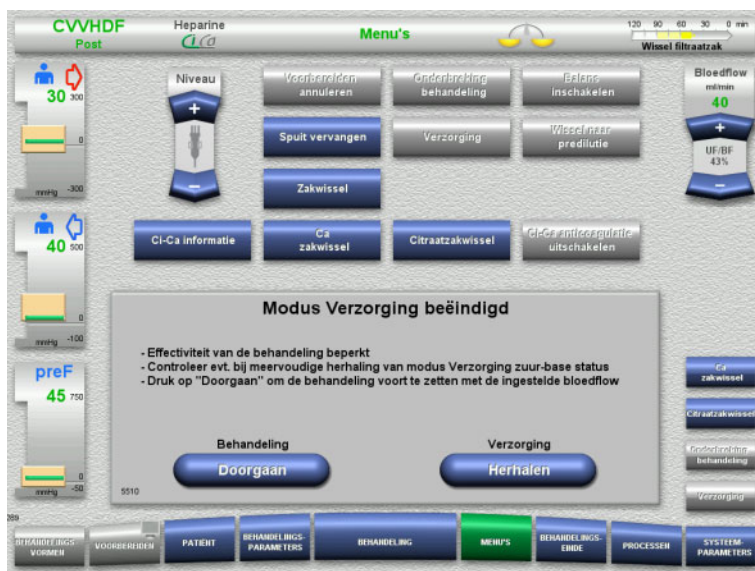 CVVHDF
Post
Heparine
Ci Ca
Menu's
120 90 60 30 0 min
Wissel filtraatzak
30
300
0
-300
mmHg
Niveau
+
−
Voorbereiden
annuleren
Onderbreking
behandeling
Balans
inschakelen
Spuit vervangen
Verzorging
Wissel naar
predilutie
Zakwissel
Bloedflow
ml/min
40
+
UF/BF
43%
−
40
500
0
-100
mmHg
Ci-Ca informatie
Ca
zakwissel
Citraatzakwissel
Ci-Ca anticoagulatie
uitschakelen
Modus Verzorging beëindigd
- Effectiviteit van de behandeling beperkt
- Controleer evt. bij meervoudige herhaling van modus Verzorging zuur-base status
- Druk op "Doorgaan" om de behandeling voort te zetten met de ingestelde bloedflow
Behandeling
Doorgaan
Verzorging
Herhalen
5510
preF
45
750
0
-50
mmHg
Ca
zakwissel
Citraatzakwissel
Onderbreking
behandeling
Verzorging
269
BEHANDELINGS-
VORMEN
VOORBEREIDEN
PATIËNT
BEHANDELINGS-
PARAMETERS
BEHANDELING
MENU'S
BEHANDELINGS-
EINDE
PROCESSEN
SYSTEEM-
PARAMETERS